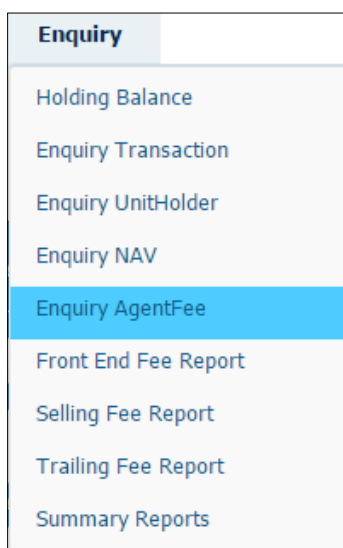 Enquiry
Holding Balance
Enquiry Transaction
Enquiry UnitHolder
Enquiry NAV
Enquiry AgentFee
Front End Fee Report
Selling Fee Report
Trailing Fee Report
Summary Reports